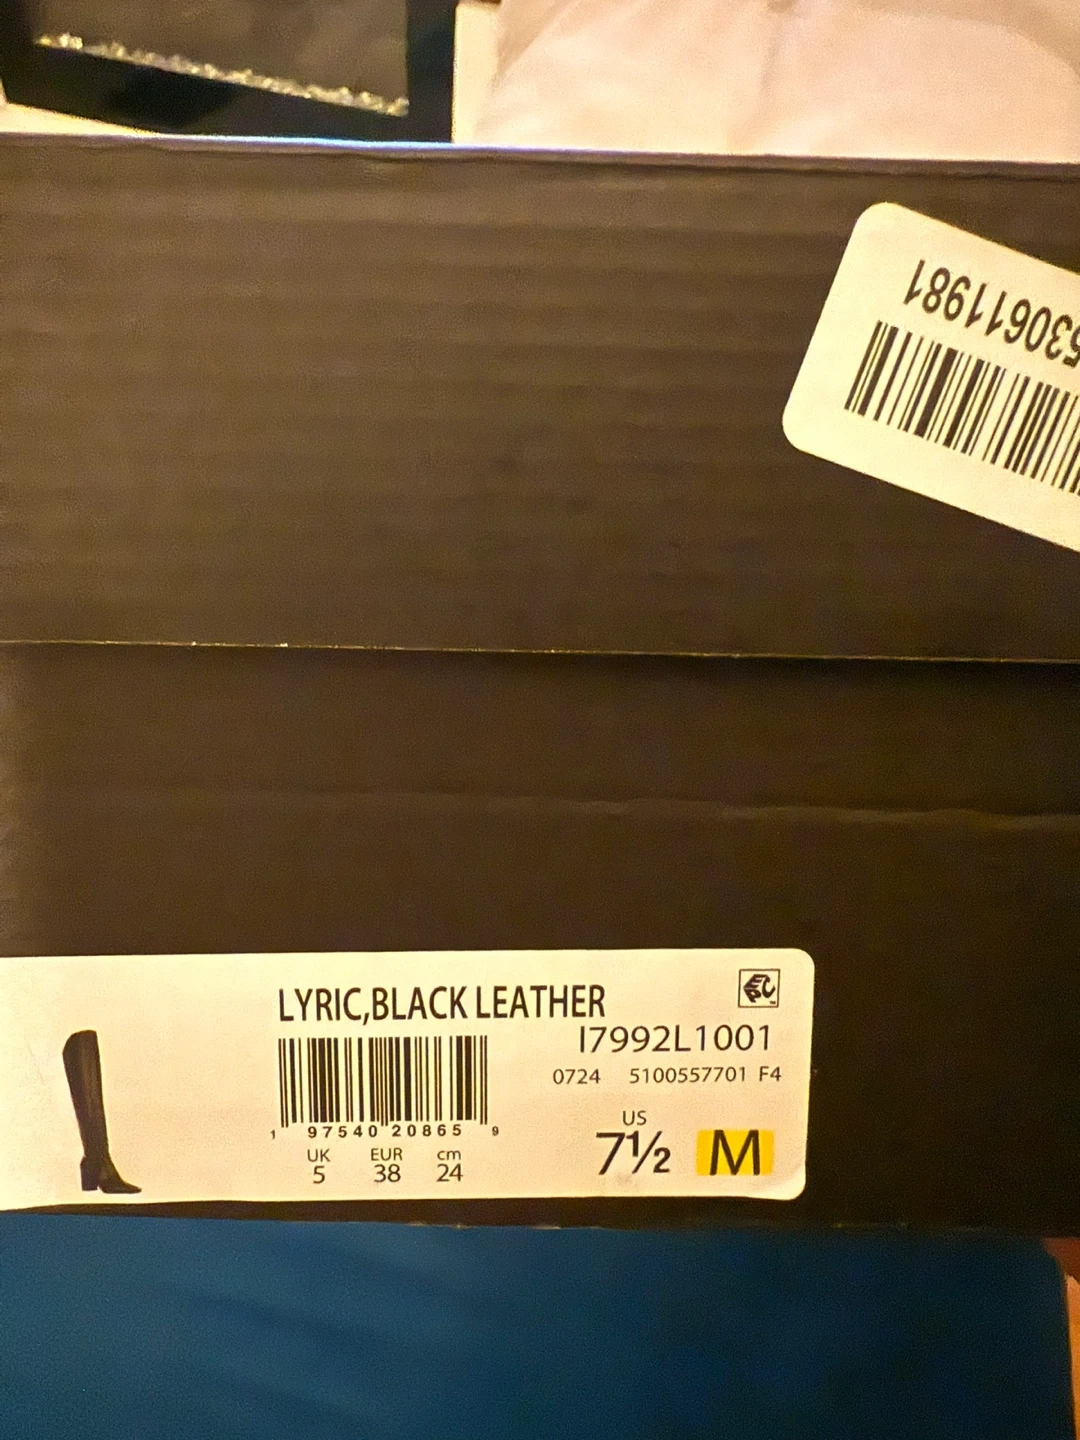 530611981
LYRIC,BLACK LEATHER
I7992L1001
0724 5100557701 F4
1 97540 20865 9
US
7½ M
UK EUR cm
5 38 24